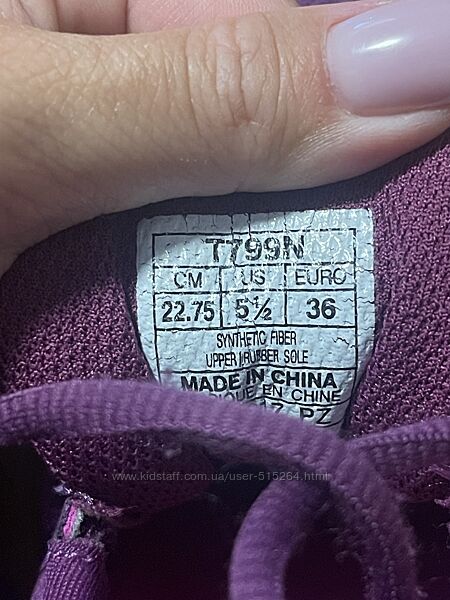 T799N
CM US EURO
22.75 5½ 36
SYNTHETIC FIBER
UPPER / RUBBER SOLE
MADE IN CHINA
EN CHINE
PZ
www.kidstaff.com.ua/user-515264.html